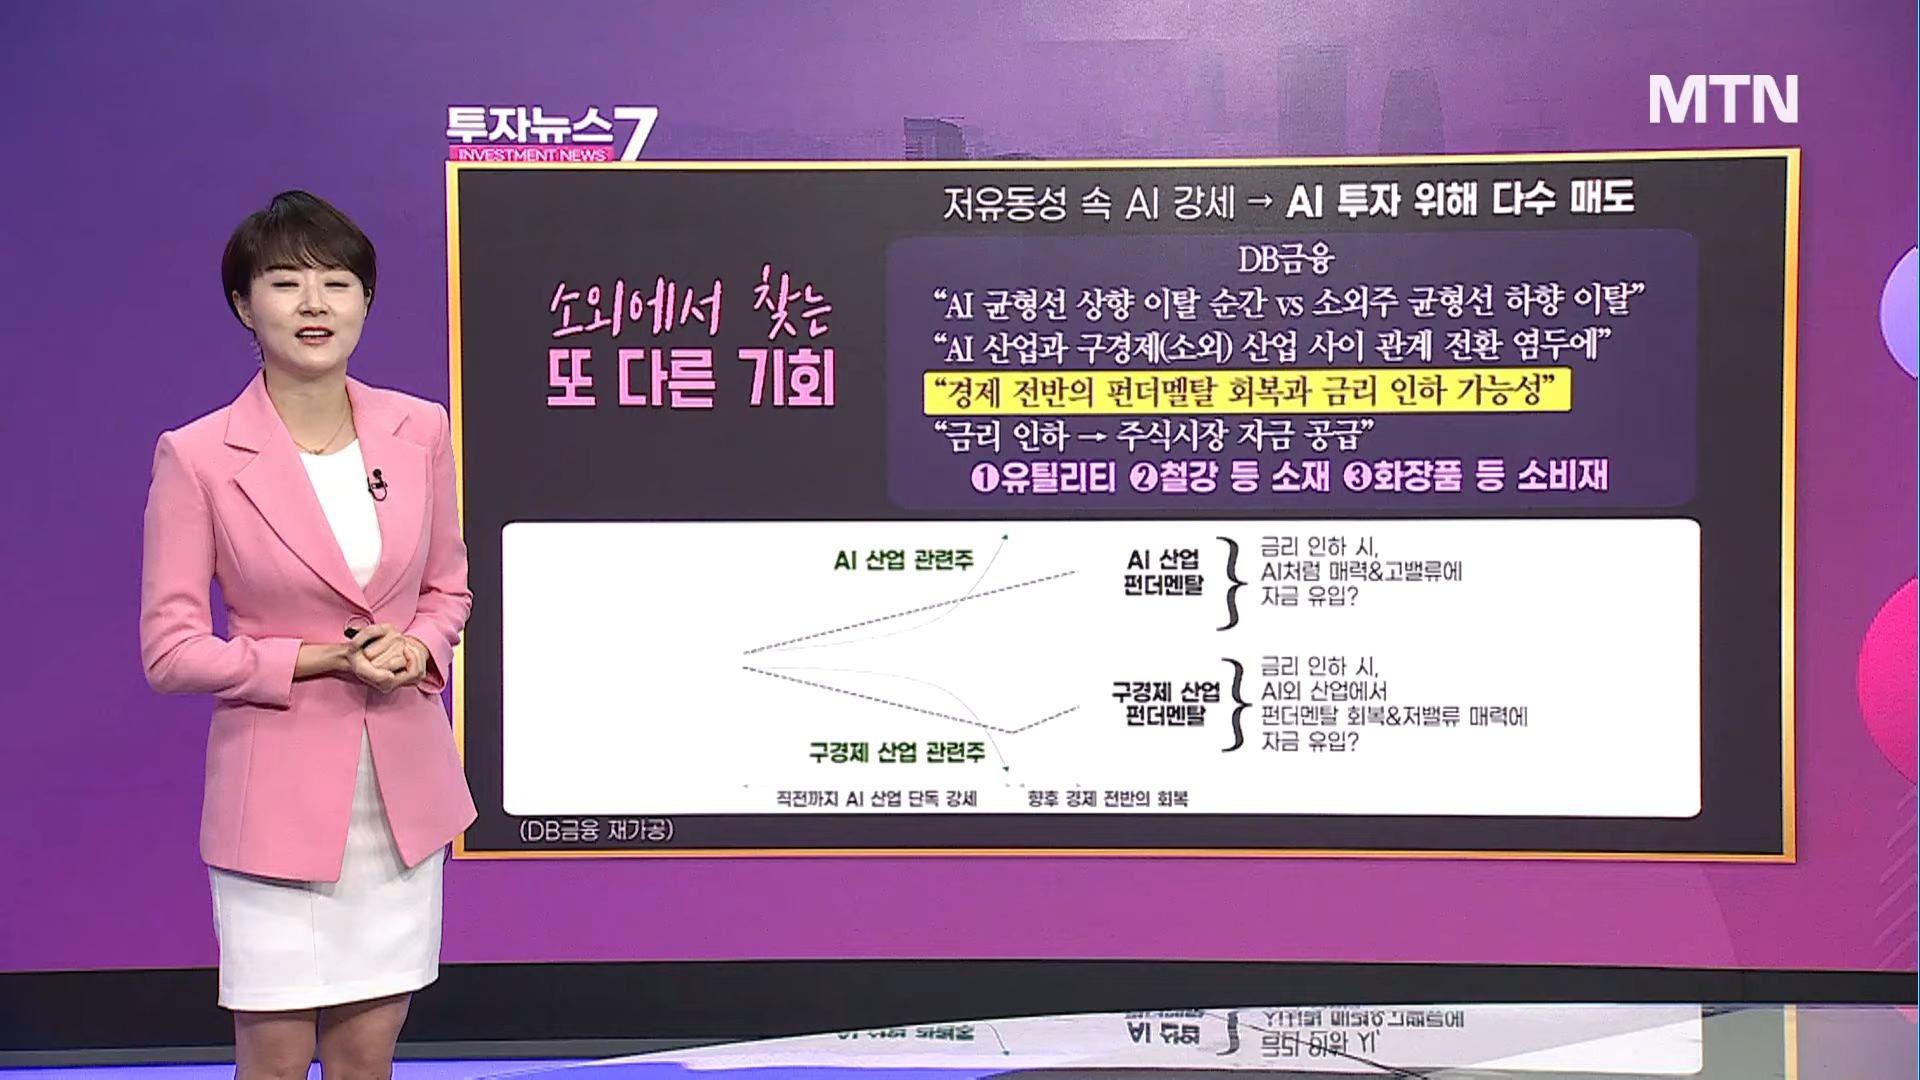 MTN
투자뉴스7
INVESTMENT NEWS
저유동성 속 AI 강세 → AI 투자 위해 다수 매도
소외에서 찾는
또 다른 기회
DB금융
“AI 균형선 상향 이탈 순간 vs 소외주 균형선 하향 이탈”
“AI 산업과 구경제(소외) 산업 사이 관계 전환 염두에”
“경제 전반의 펀더멜탈 회복과 금리 인하 가능성”
“금리 인하 → 주식시장 자금 공급”
❶유틸리티 ❷철강 등 소재 ❸화장품 등 소비재
AI 산업 관련주
AI 산업
펀더멘탈
금리 인하 시,
AI처럼 매력&고밸류에
자금 유입?
구경제 산업 관련주
구경제 산업
펀더멘탈
금리 인하 시,
AI외 산업에서
펀더멘탈 회복&저밸류 매력에
자금 유입?
직전까지 AI 산업 단독 강세
향후 경제 전반의 회복
(DB금융 재가공)